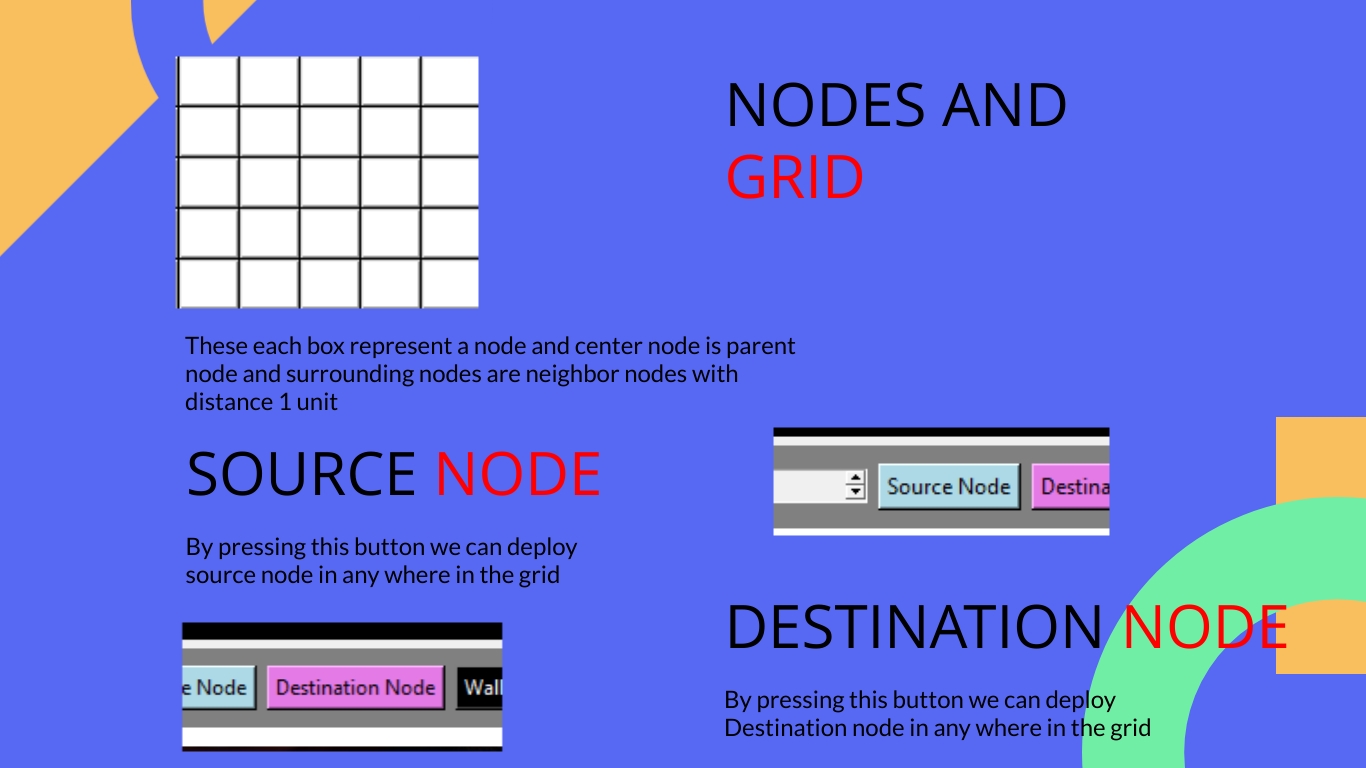 NODES AND
GRID
These each box represent a node and center node is parent
node and surrounding nodes are neighbor nodes with
distance 1 unit
SOURCE NODE
By pressing this button we can deploy
source node in any where in the grid
Source Node Destina
DESTINATION NODE
By pressing this button we can deploy
Destination node in any where in the grid
e Node Destination Node Wall